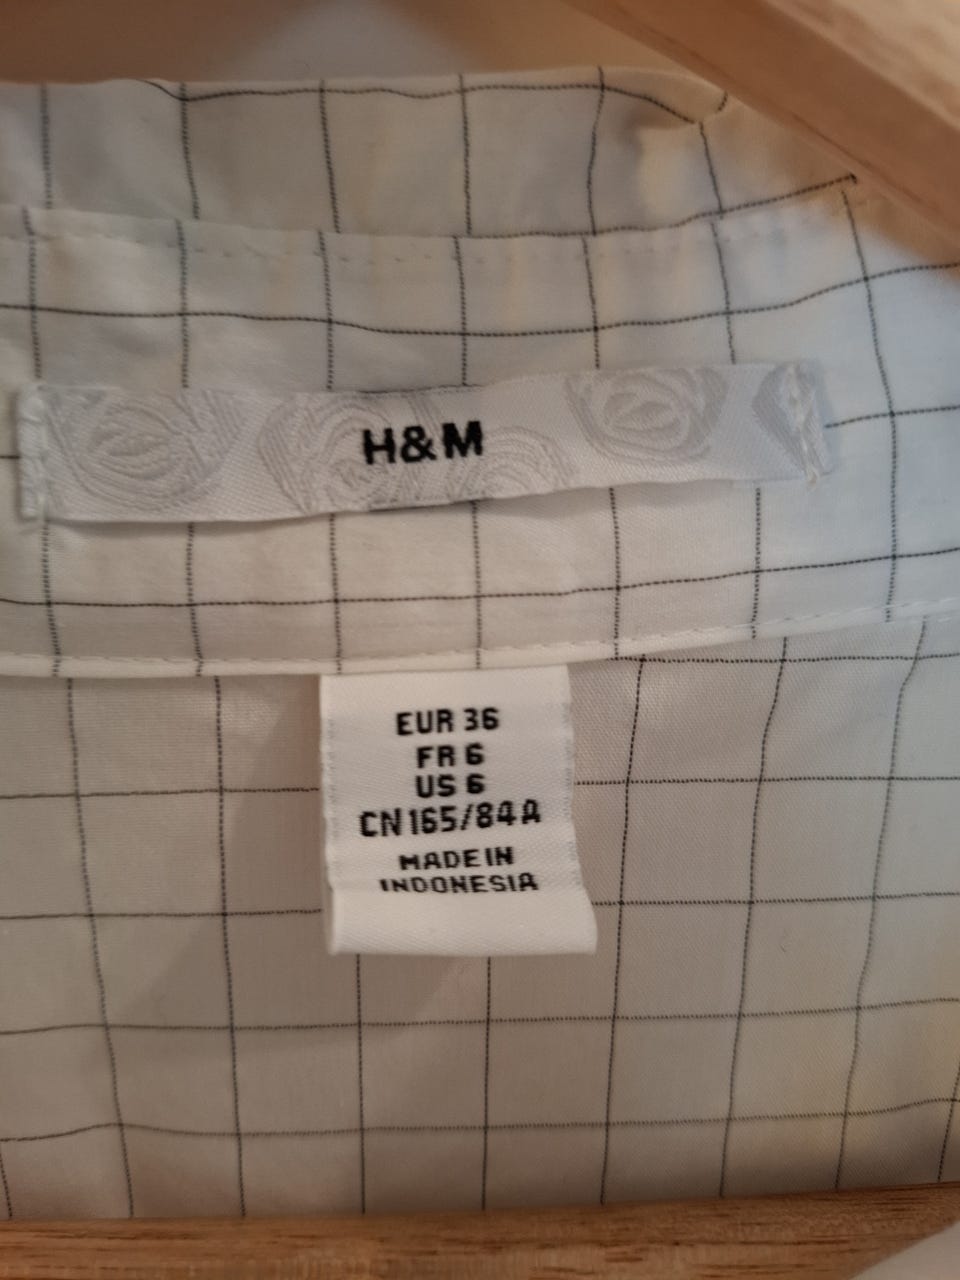 H&M
EUR 36
FR 6
US 6
CN 165/84A
MADE IN
INDONESIA